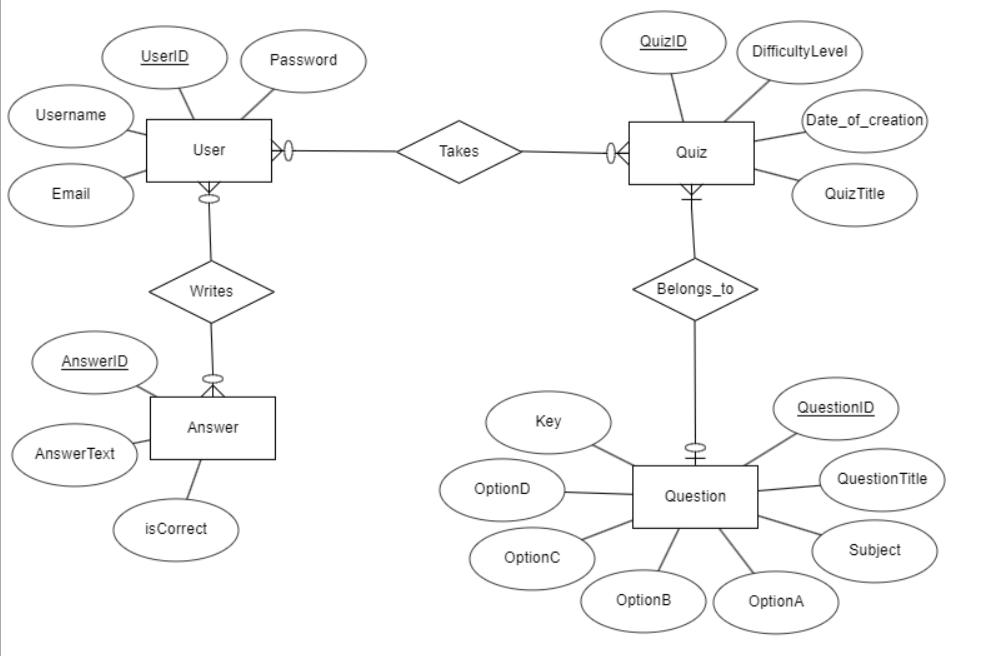 UserID
Password
Username
Email
User
Takes
QuizID
DifficultyLevel
Date_of_creation
QuizTitle
Quiz
Writes
Belongs_to
AnswerID
AnswerText
isCorrect
Answer
Key
QuestionID
OptionD
QuestionTitle
Question
OptionC
Subject
OptionB
OptionA